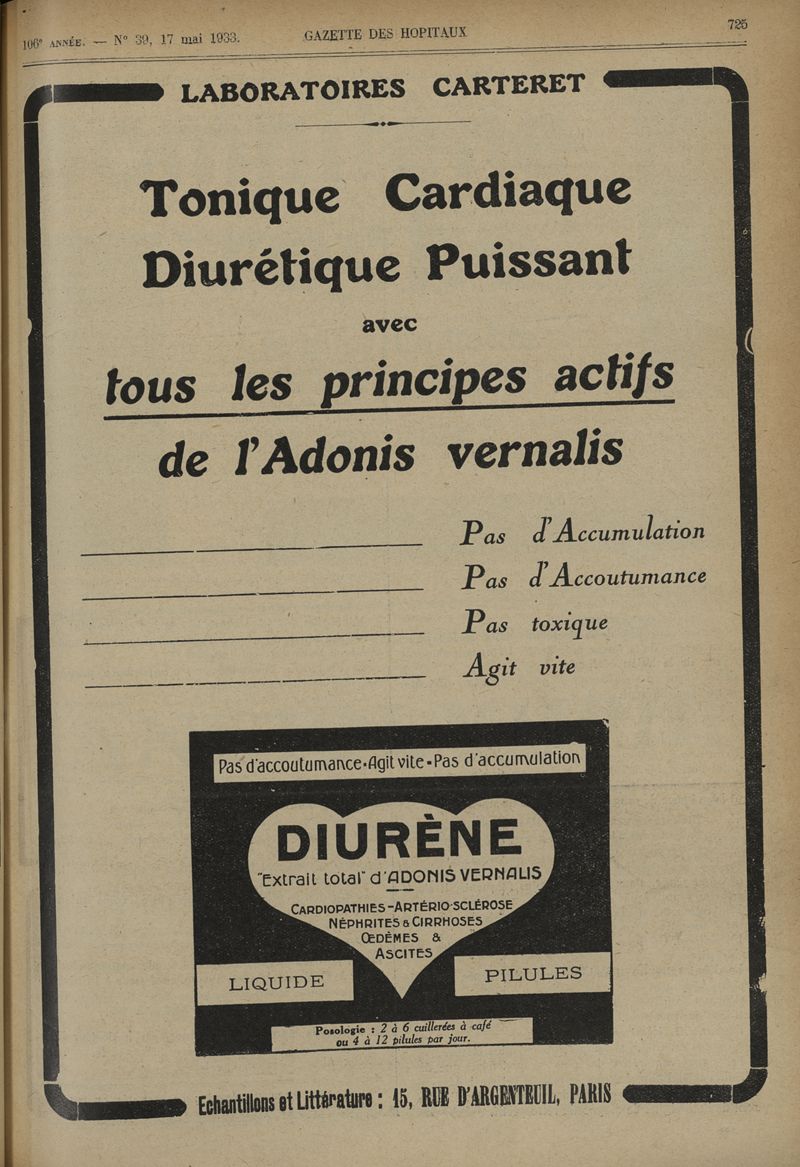 106e ANNÉE. — N° 39, 17 mai 1933. GAZETTE DES HOPITAUX 725
LABORATOIRES CARTERET
Tonique Cardiaque
Diurétique Puissant
avec
tous les principes actifs
de l'Adonis vernalis
Pas d'Accumulation
Pas d'Accoutumance
Pas toxique
Agit vite
Pas d'accoutumance•Agit vite•Pas d'accumulation
DIURÈNE
"Extrait total" d'ADONIS VERNALIS
CARDIOPATHIES-ARTÉRIO-SCLÉROSE
NÉPHRITES & CIRRHOSES
ŒDÈMES &
ASCITES
LIQUIDE PILULES
Posologie : 2 à 6 cuillerées à café
ou 4 à 12 pilules par jour.
Echantillons et Littérature : 15, RUE D'ARGENTEUIL, PARIS